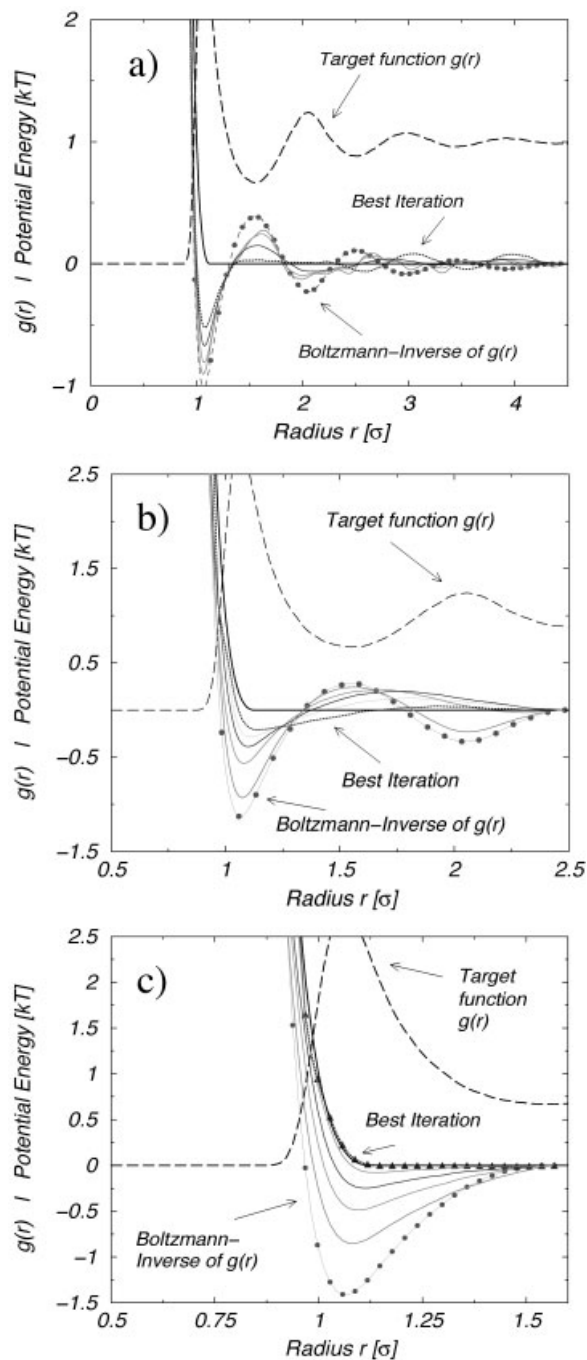 a)
2
1
0
−1
g(r) I Potential Energy [kT]
Target function g(r)
Best Iteration
Boltzmann−Inverse of g(r)
0 1 2 3 4
Radius r [σ]
b)
2.5
1.5
0.5
−0.5
−1.5
g(r) I Potential Energy [kT]
Target function g(r)
Best Iteration
Boltzmann−Inverse of g(r)
0.5 1 1.5 2 2.5
Radius r [σ]
c)
2.5
2
1.5
1
0.5
0
−0.5
−1
−1.5
g(r) I Potential Energy [kT]
Target
function
g(r)
Best Iteration
Boltzmann−
Inverse of g(r)
0.5 0.75 1 1.25 1.5
Radius r [σ]